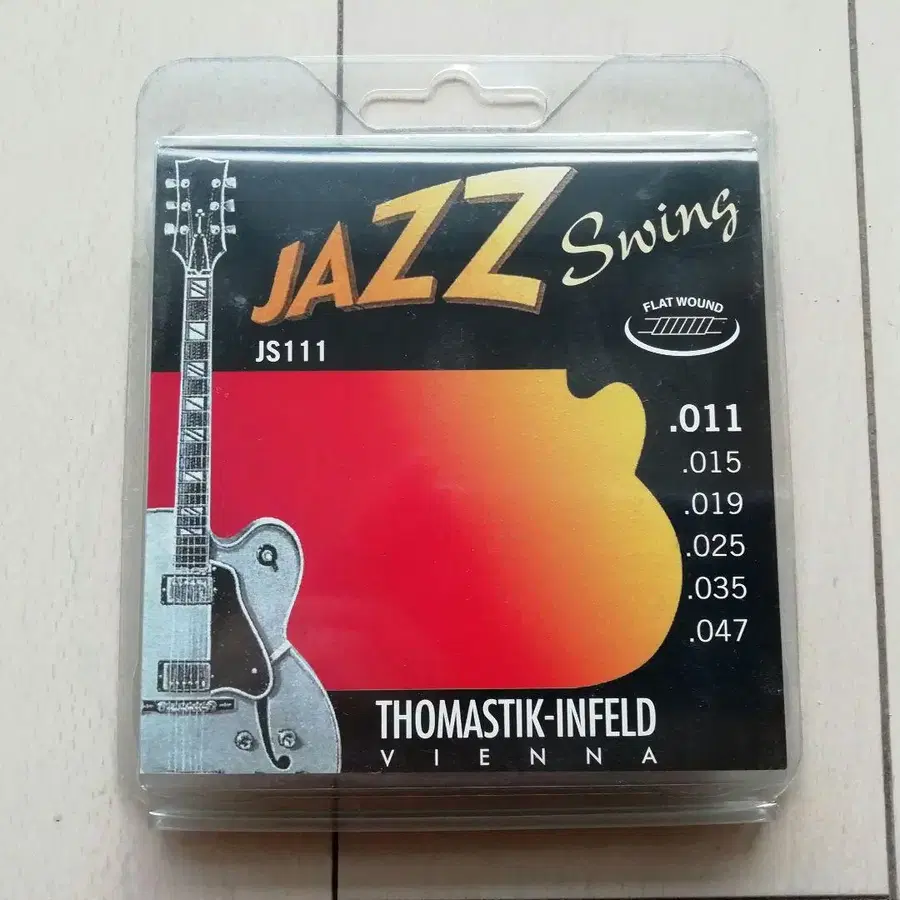 JAZZ Swing
FLAT WOUND
JS111
.011
.015
.019
.025
.035
.047
THOMASTIK-INFELD
VIENNA